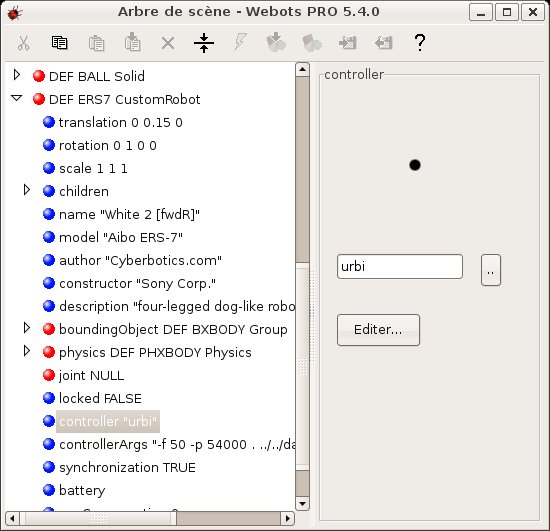 Arbre de scène - Webots PRO 5.4.0
?
DEF BALL Solid
DEF ERS7 CustomRobot
translation 0 0.15 0
rotation 0 1 0 0
scale 1 1 1
children
name "White 2 [fwdR]"
model "Aibo ERS-7"
author "Cyberbotics.com"
constructor "Sony Corp."
description "four-legged dog-like robo
boundingObject DEF BXBODY Group
physics DEF PHXBODY Physics
joint NULL
locked FALSE
controller "urbi"
controllerArgs "-f 50 -p 54000 . ../../da
synchronization TRUE
battery
controller
urbi
..
Editer...